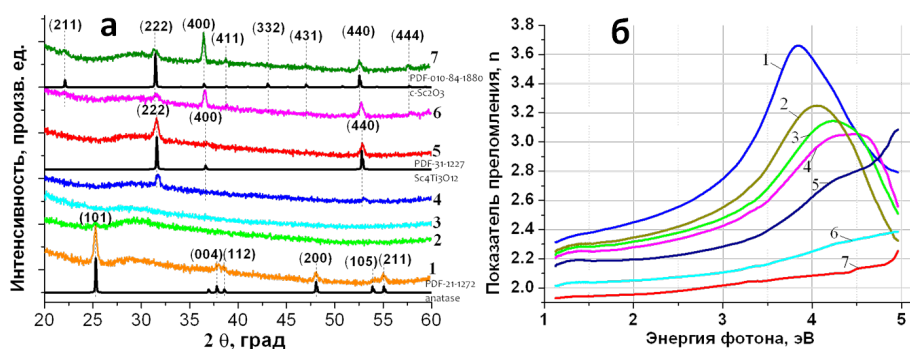 а
(211)
(222)
(400)
(411)
(332)
(431)
(440)
(444)
7
PDF-010-84-1880
c-Sc2O3
6
(222)
(400)
(440)
5
PDF-31-1227
Sc4Ti3O12
4
3
2
(101)
(004)
(112)
(200)
(105)
(211)
1
PDF-21-1272
anatase
20 25 30 35 40 45 50 55 60
2 θ, град
Интенсивность, произв. ед.
б
3.8
3.6
3.4
3.2
3.0
2.8
2.6
2.4
2.2
2.0
1
2
3
4
5
6
7
1 2 3 4 5
Энергия фотона, эВ
Показатель преломления, n